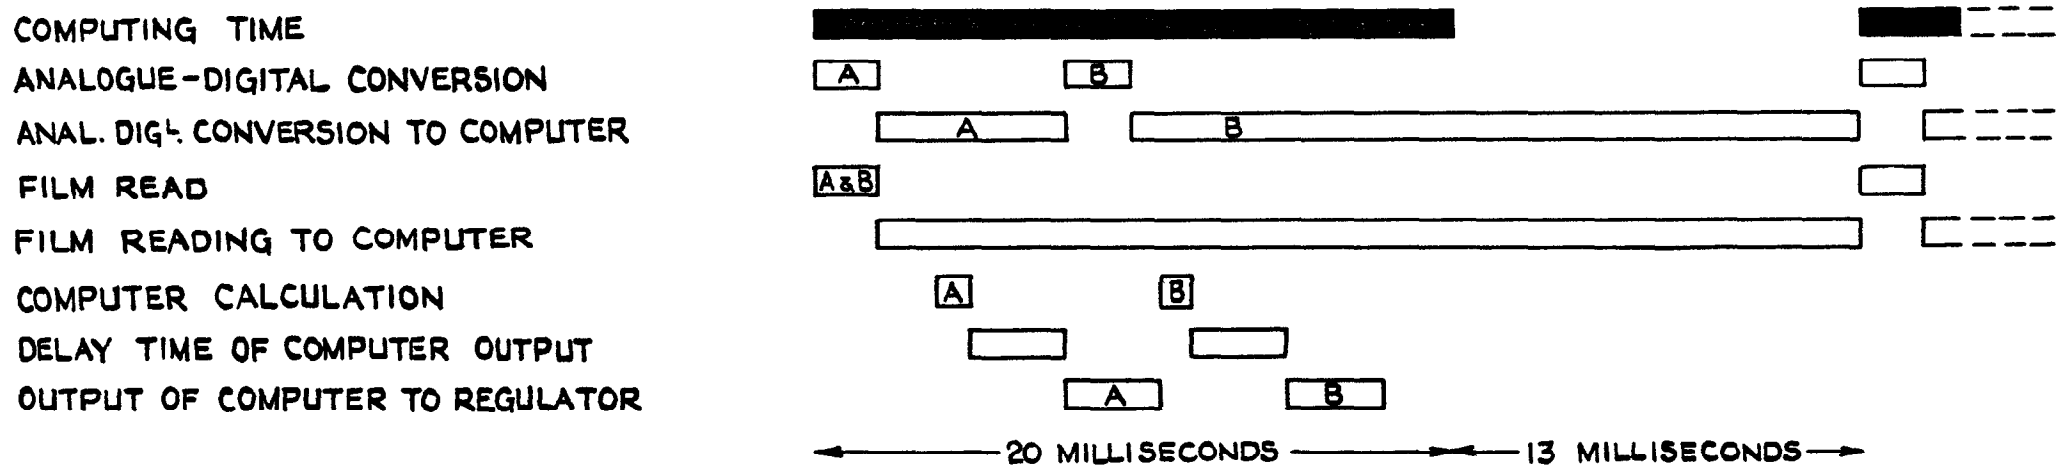 COMPUTING TIME
ANALOGUE-DIGITAL CONVERSION A B
ANAL. DIGL. CONVERSION TO COMPUTER A B
FILM READ A & B
FILM READING TO COMPUTER
COMPUTER CALCULATION A B
DELAY TIME OF COMPUTER OUTPUT
OUTPUT OF COMPUTER TO REGULATOR A B
20 MILLISECONDS 13 MILLISECONDS